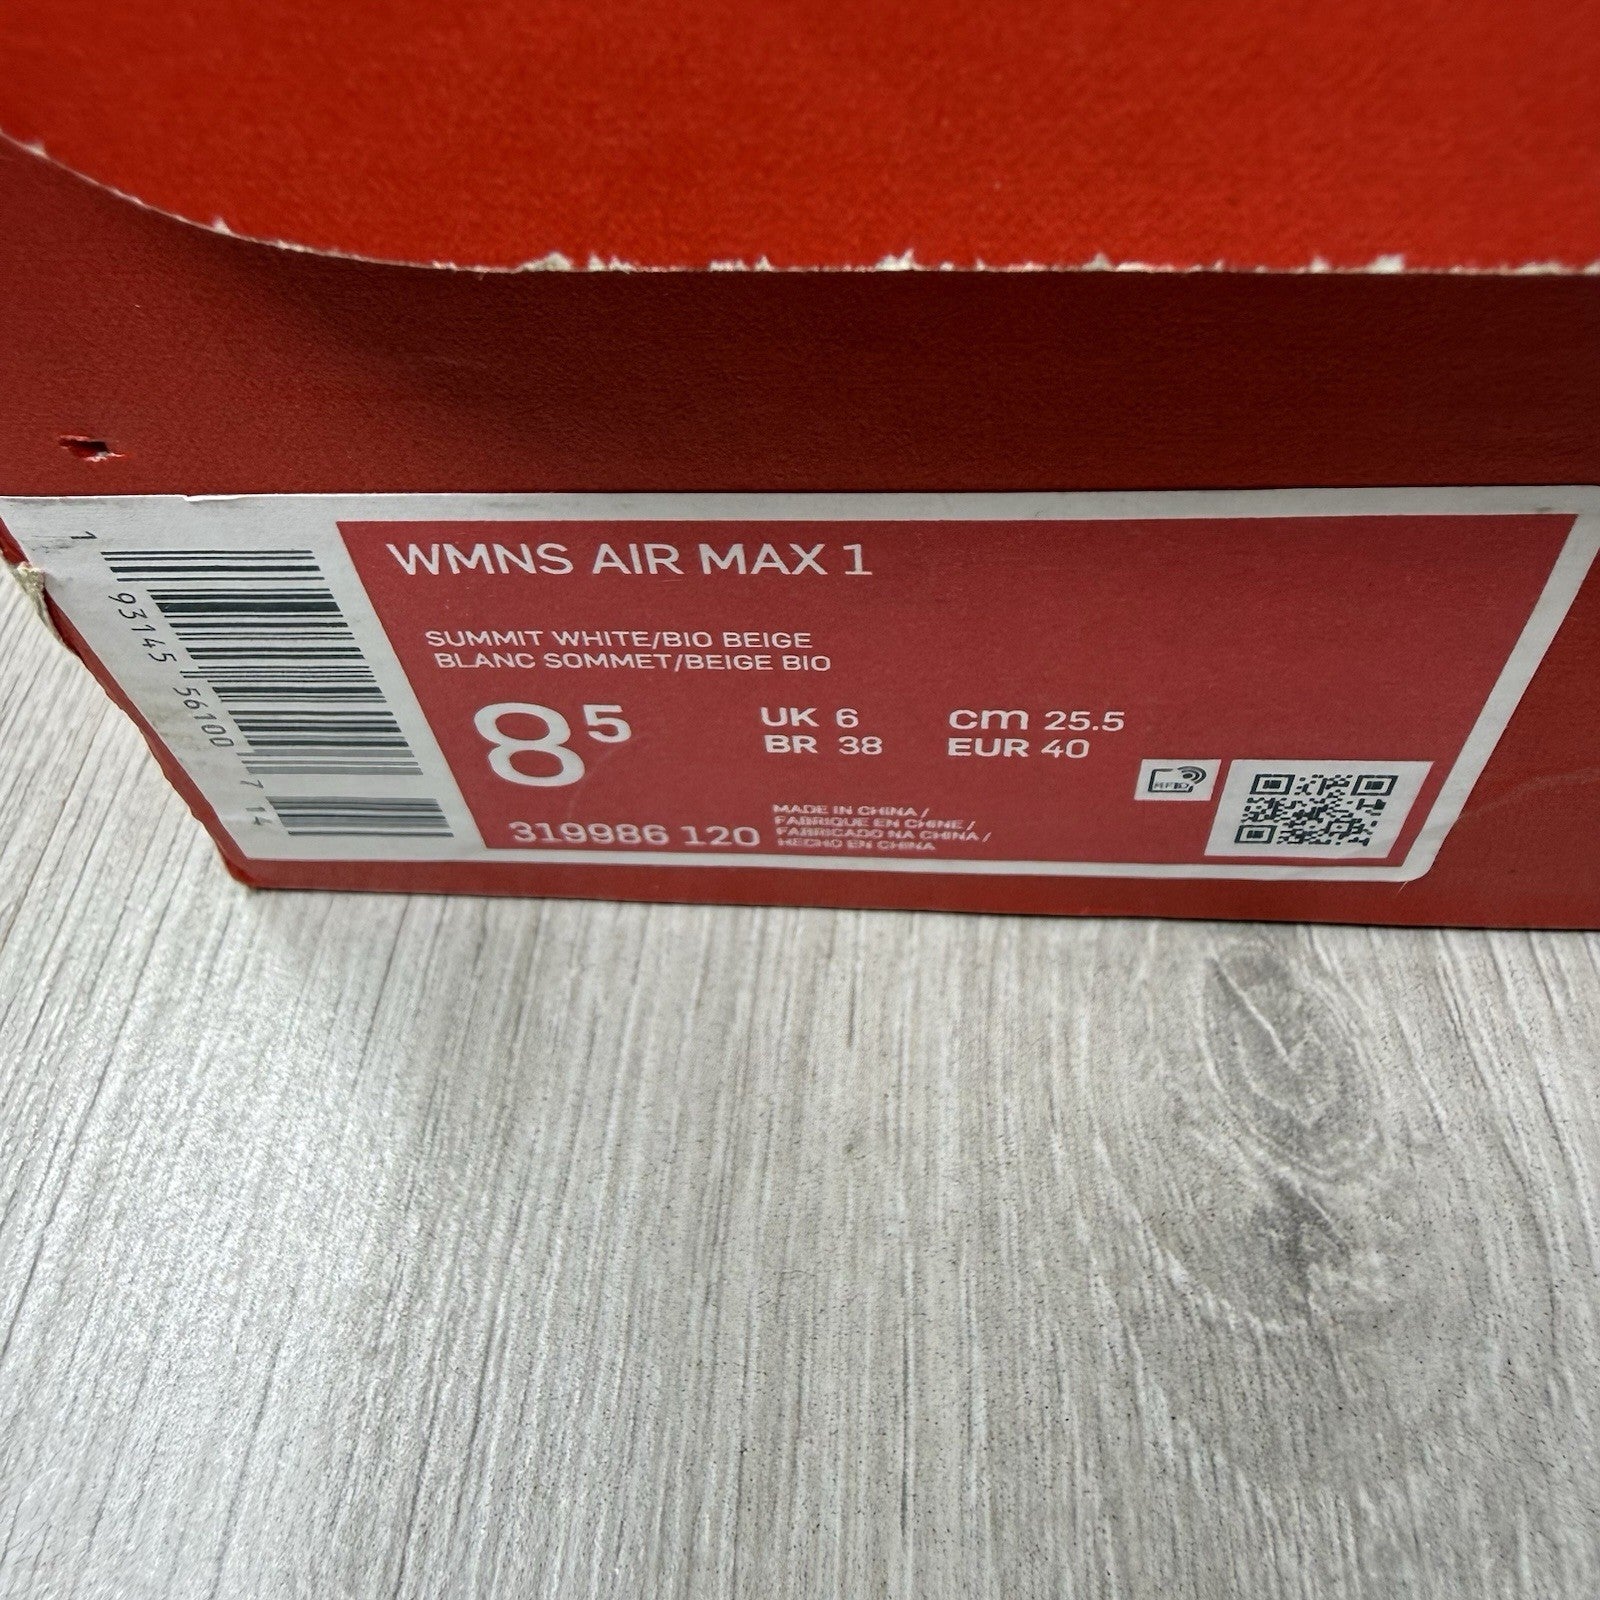 WMNS AIR MAX 1
SUMMIT WHITE/BIO BEIGE
BLANC SOMMET/BEIGE BIO
8 5
UK 6
BR 38
cm 25.5
EUR 40
319986 120
MADE IN CHINA /
FABRIQUE EN CHINE /
FABRICADO NA CHINA /
HECHO EN CHINA
RFID
1 93145 56100 7 14